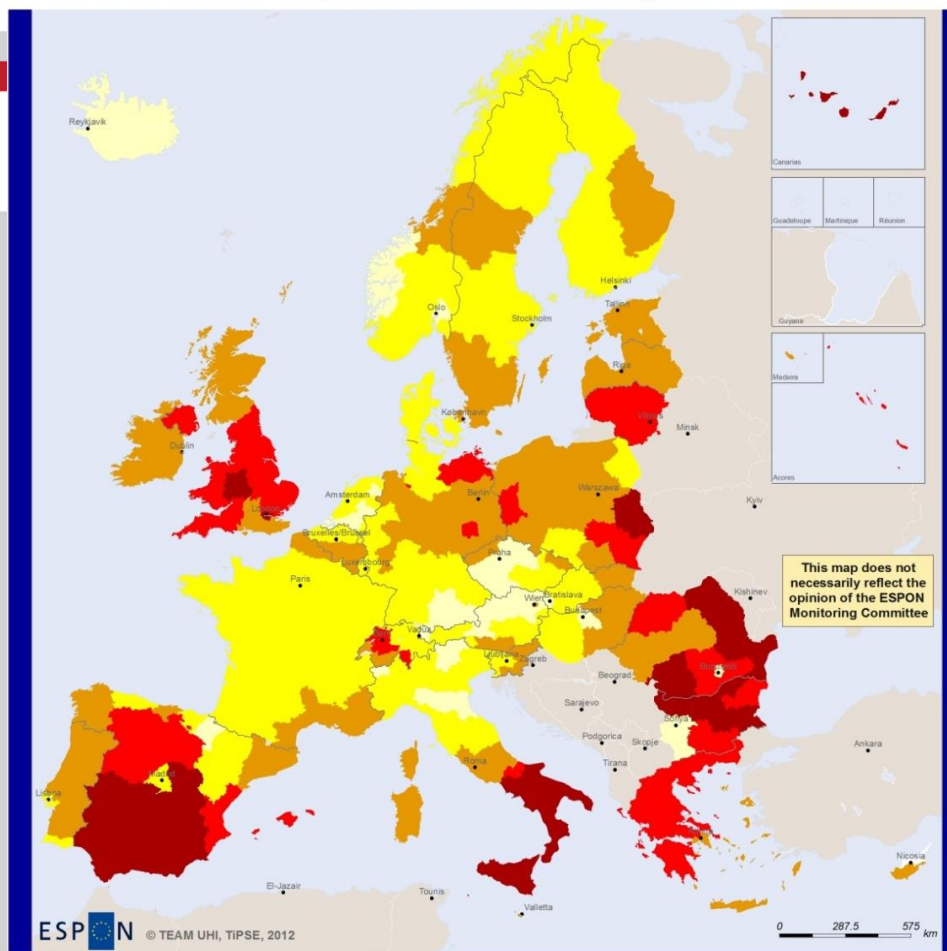 Reykjavik
Canarias
Guadeloupe
Martinique
Réunion
Guyane
Madeira
Acores
Oslo
Helsinki
Tallinn
Stockholm
Riga
København
Vilnius
Minsk
Dublin
London
Amsterdam
Berlin
Warszawa
Kyiv
Bruxelles/Brussel
Luxembourg
Praha
Paris
Wien
Bratislava
Budapest
Kishinev
Vaduz
Ljubljana
Zagreb
Beograd
Bucuresti
Sarajevo
Sofiya
Podgorica
Skopje
Tirana
Roma
Madrid
Lisboa
Ankara
Nicosia
El-Jazair
Tounis
Valletta
This map does not
necessarily reflect the
opinion of the ESPON
Monitoring Committee
ESPON
© TEAM UHI, TiPSE, 2012
0 287.5 575
km